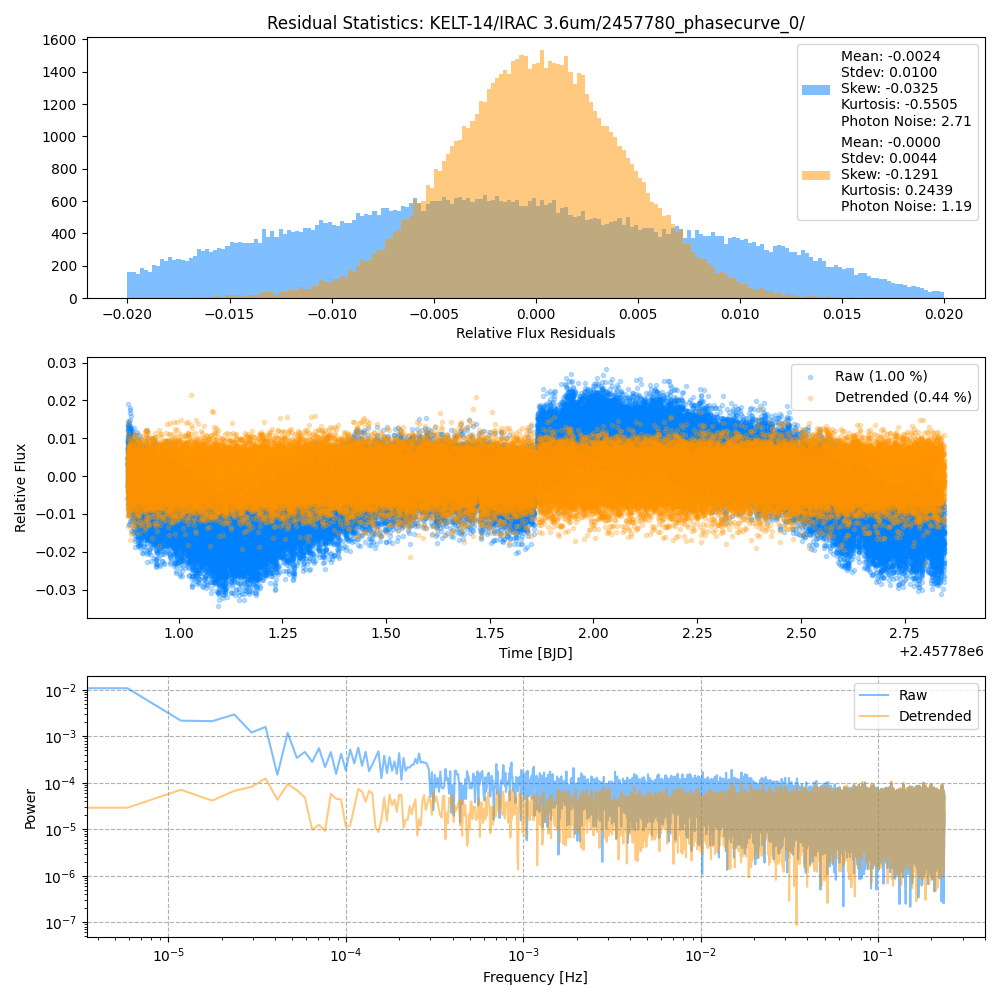 Residual Statistics: KELT-14/IRAC 3.6um/2457780_phasecurve_0/
1600
1400
1200
1000
800
600
400
200
0
Mean: -0.0024
Stdev: 0.0100
Skew: -0.0325
Kurtosis: -0.5505
Photon Noise: 2.71
Mean: -0.0000
Stdev: 0.0044
Skew: -0.1291
Kurtosis: 0.2439
Photon Noise: 1.19
−0.020 −0.015 −0.010 −0.005 0.000 0.005 0.010 0.015 0.020
Relative Flux Residuals
0.03
0.02
0.01
0.00
−0.01
−0.02
−0.03
Relative Flux
Raw (1.00 %)
Detrended (0.44 %)
1.00 1.25 1.50 1.75 2.00 2.25 2.50 2.75
+2.45778e6
Time [BJD]
10−2
10−3
10−4
10−5
10−6
10−7
Power
Raw
Detrended
10−5 10−4 10−3 10−2 10−1
Frequency [Hz]